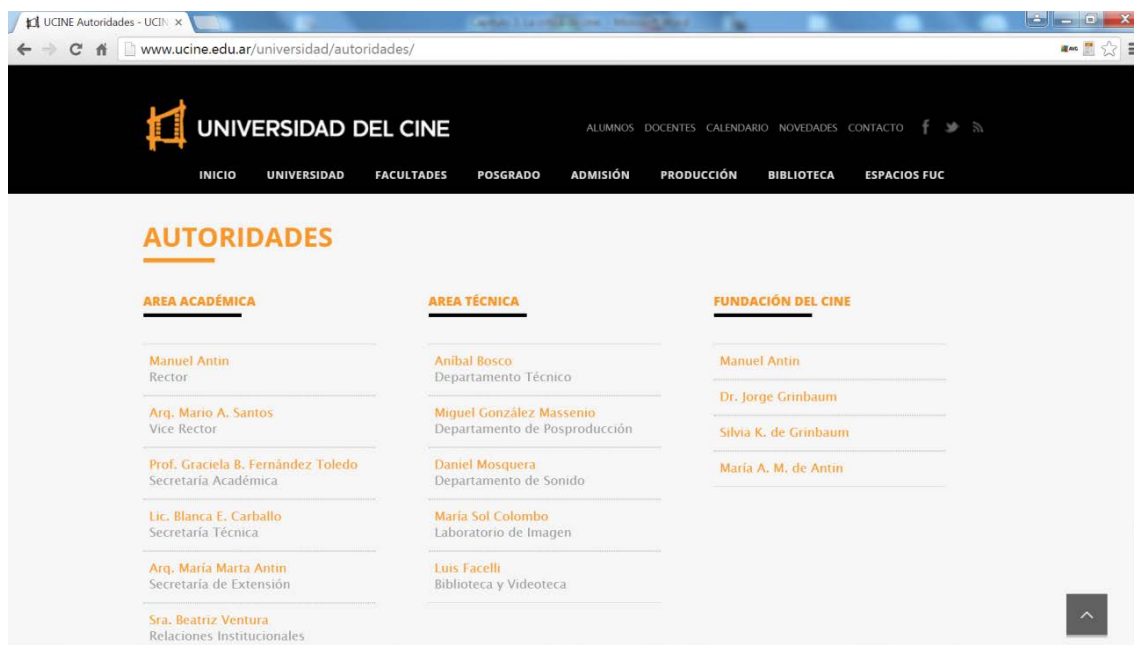 UCINE Autoridades - UCIN
www.ucine.edu.ar/universidad/autoridades/
UNIVERSIDAD DEL CINE
ALUMNOS DOCENTES CALENDARIO NOVEDADES CONTACTO
INICIO UNIVERSIDAD FACULTADES POSGRADO ADMISIÓN PRODUCCIÓN BIBLIOTECA ESPACIOS FUC
AUTORIDADES
AREA ACADÉMICA
Manuel Antin
Rector
Arq. Mario A. Santos
Vice Rector
Prof. Graciela B. Fernández Toledo
Secretaría Académica
Lic. Blanca E. Carballo
Secretaría Técnica
Arq. María Marta Antin
Secretaría de Extensión
Sra. Beatriz Ventura
Relaciones Institucionales
AREA TÉCNICA
Aníbal Bosco
Departamento Técnico
Miguel González Massenio
Departamento de Posproducción
Daniel Mosquera
Departamento de Sonido
María Sol Colombo
Laboratorio de Imagen
Luis Facelli
Biblioteca y Videoteca
FUNDACIÓN DEL CINE
Manuel Antin
Dr. Jorge Grinbaum
Silvia K. de Grinbaum
María A. M. de Antin